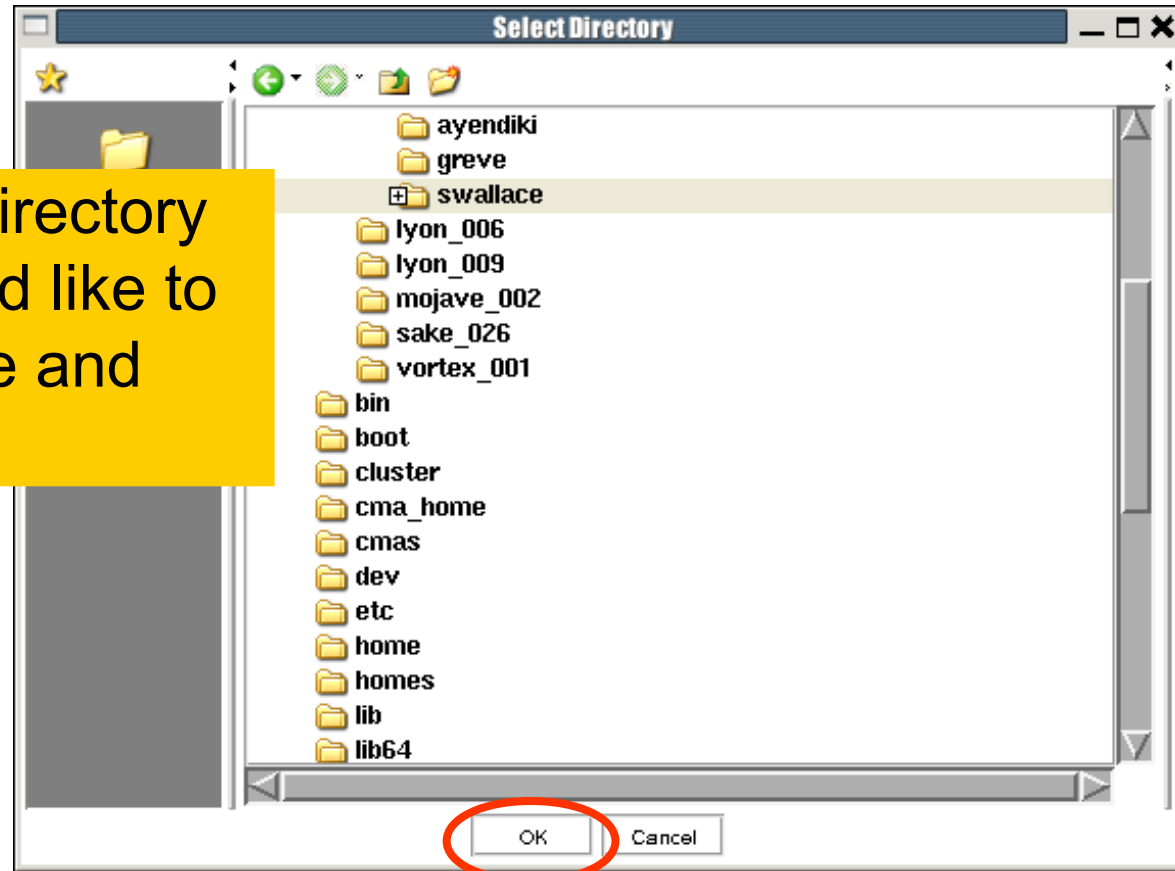 Select Directory
ayendiki
greve
swallace
irectory
d like to
e and
lyon_006
lyon_009
mojave_002
sake_026
vortex_001
bin
boot
cluster
cma_home
cmas
dev
etc
home
homes
lib
lib64
OK
Cancel